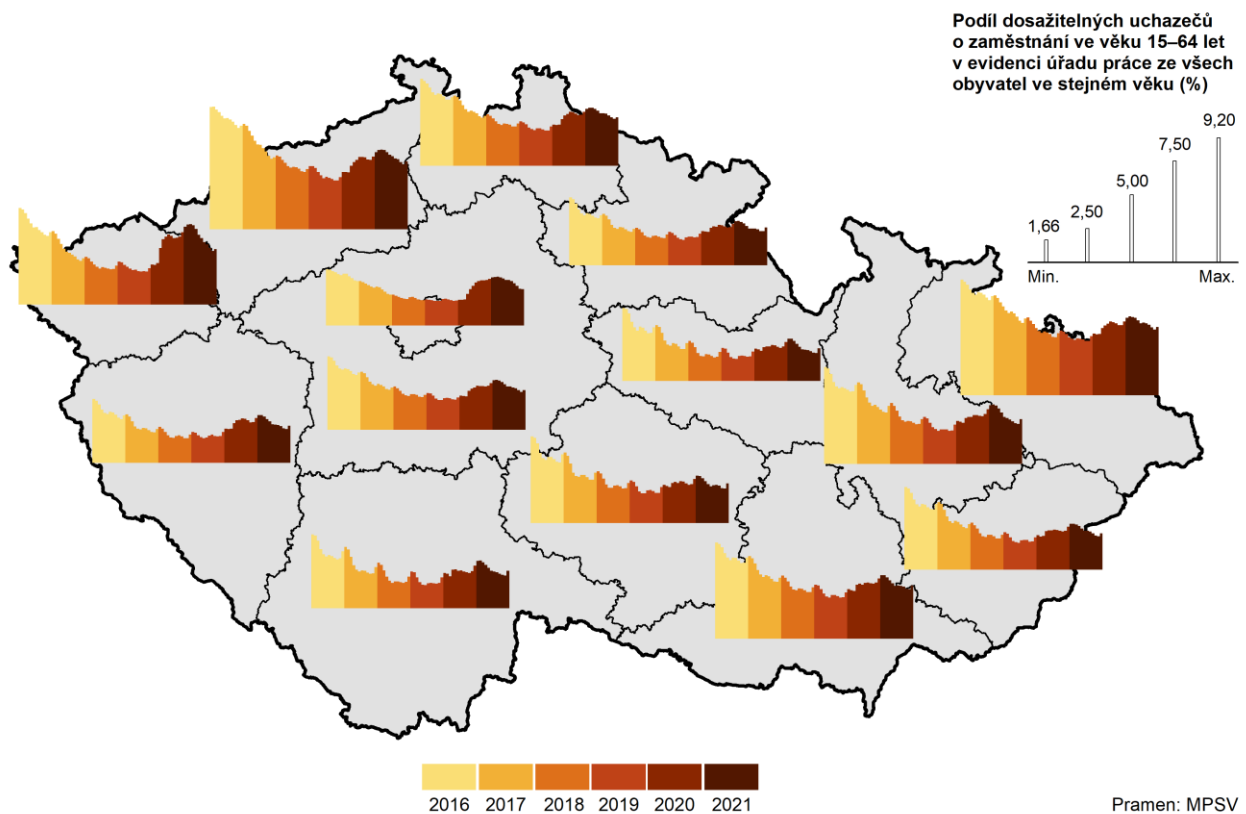 Podíl dosažitelných uchazečů
o zaměstnání ve věku 15–64 let
v evidenci úřadu práce ze všech
obyvatel ve stejném věku (%)
9,20
7,50
5,00
2,50
1,66
Min.
Max.
2016 2017 2018 2019 2020 2021
Pramen: MPSV